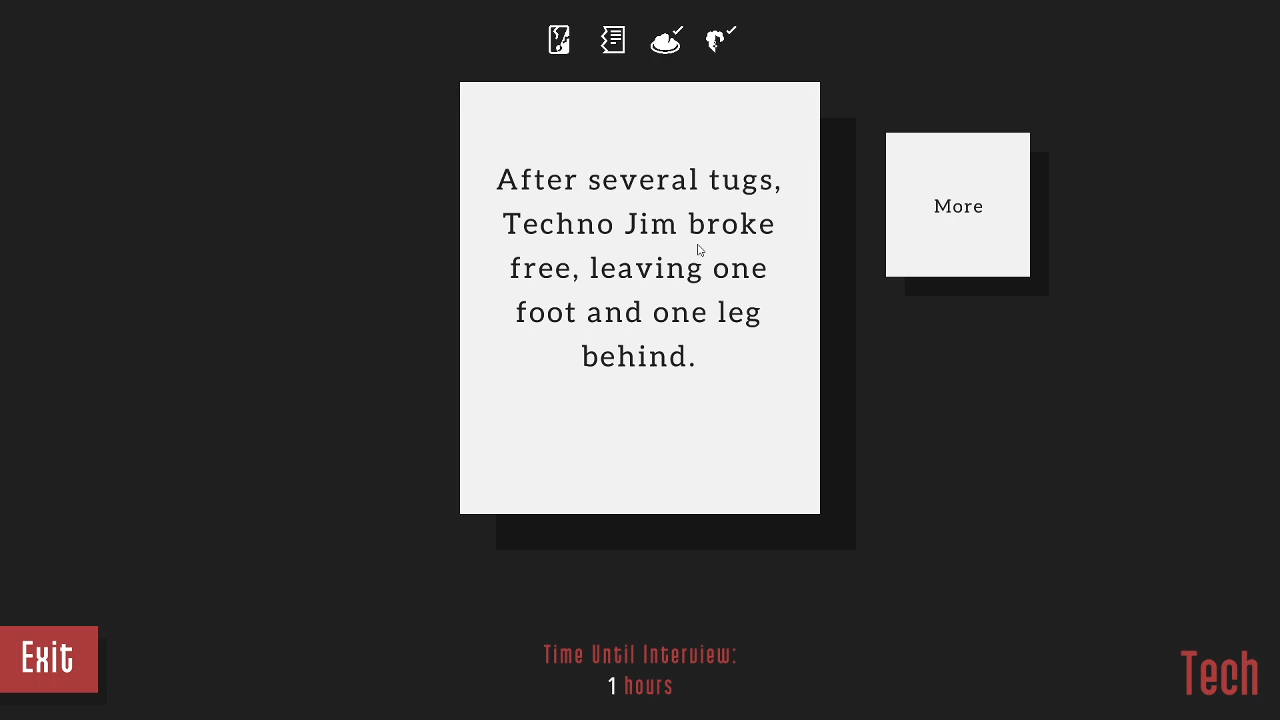 After several tugs,
Techno Jim broke
free, leaving one
foot and one leg
behind.
More
Exit
Time Until Interview:
1 hours
Tech